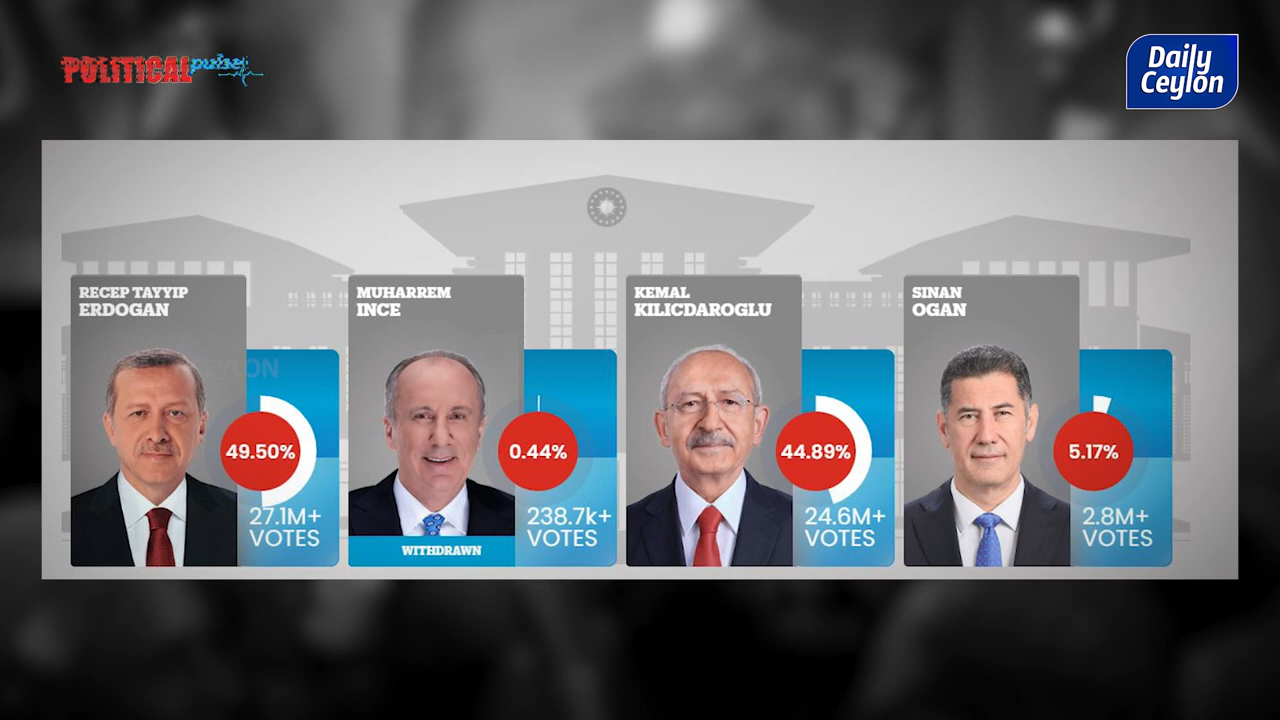 POLITICAL pulse
Daily
Ceylon
RECEP TAYYIP
ERDOGAN
49.50%
27.1M+
VOTES
MUHARREM
INCE
0.44%
238.7k+
VOTES
WITHDRAWN
KEMAL
KILICDAROGLU
44.89%
24.6M+
VOTES
SINAN
OGAN
5.17%
2.8M+
VOTES